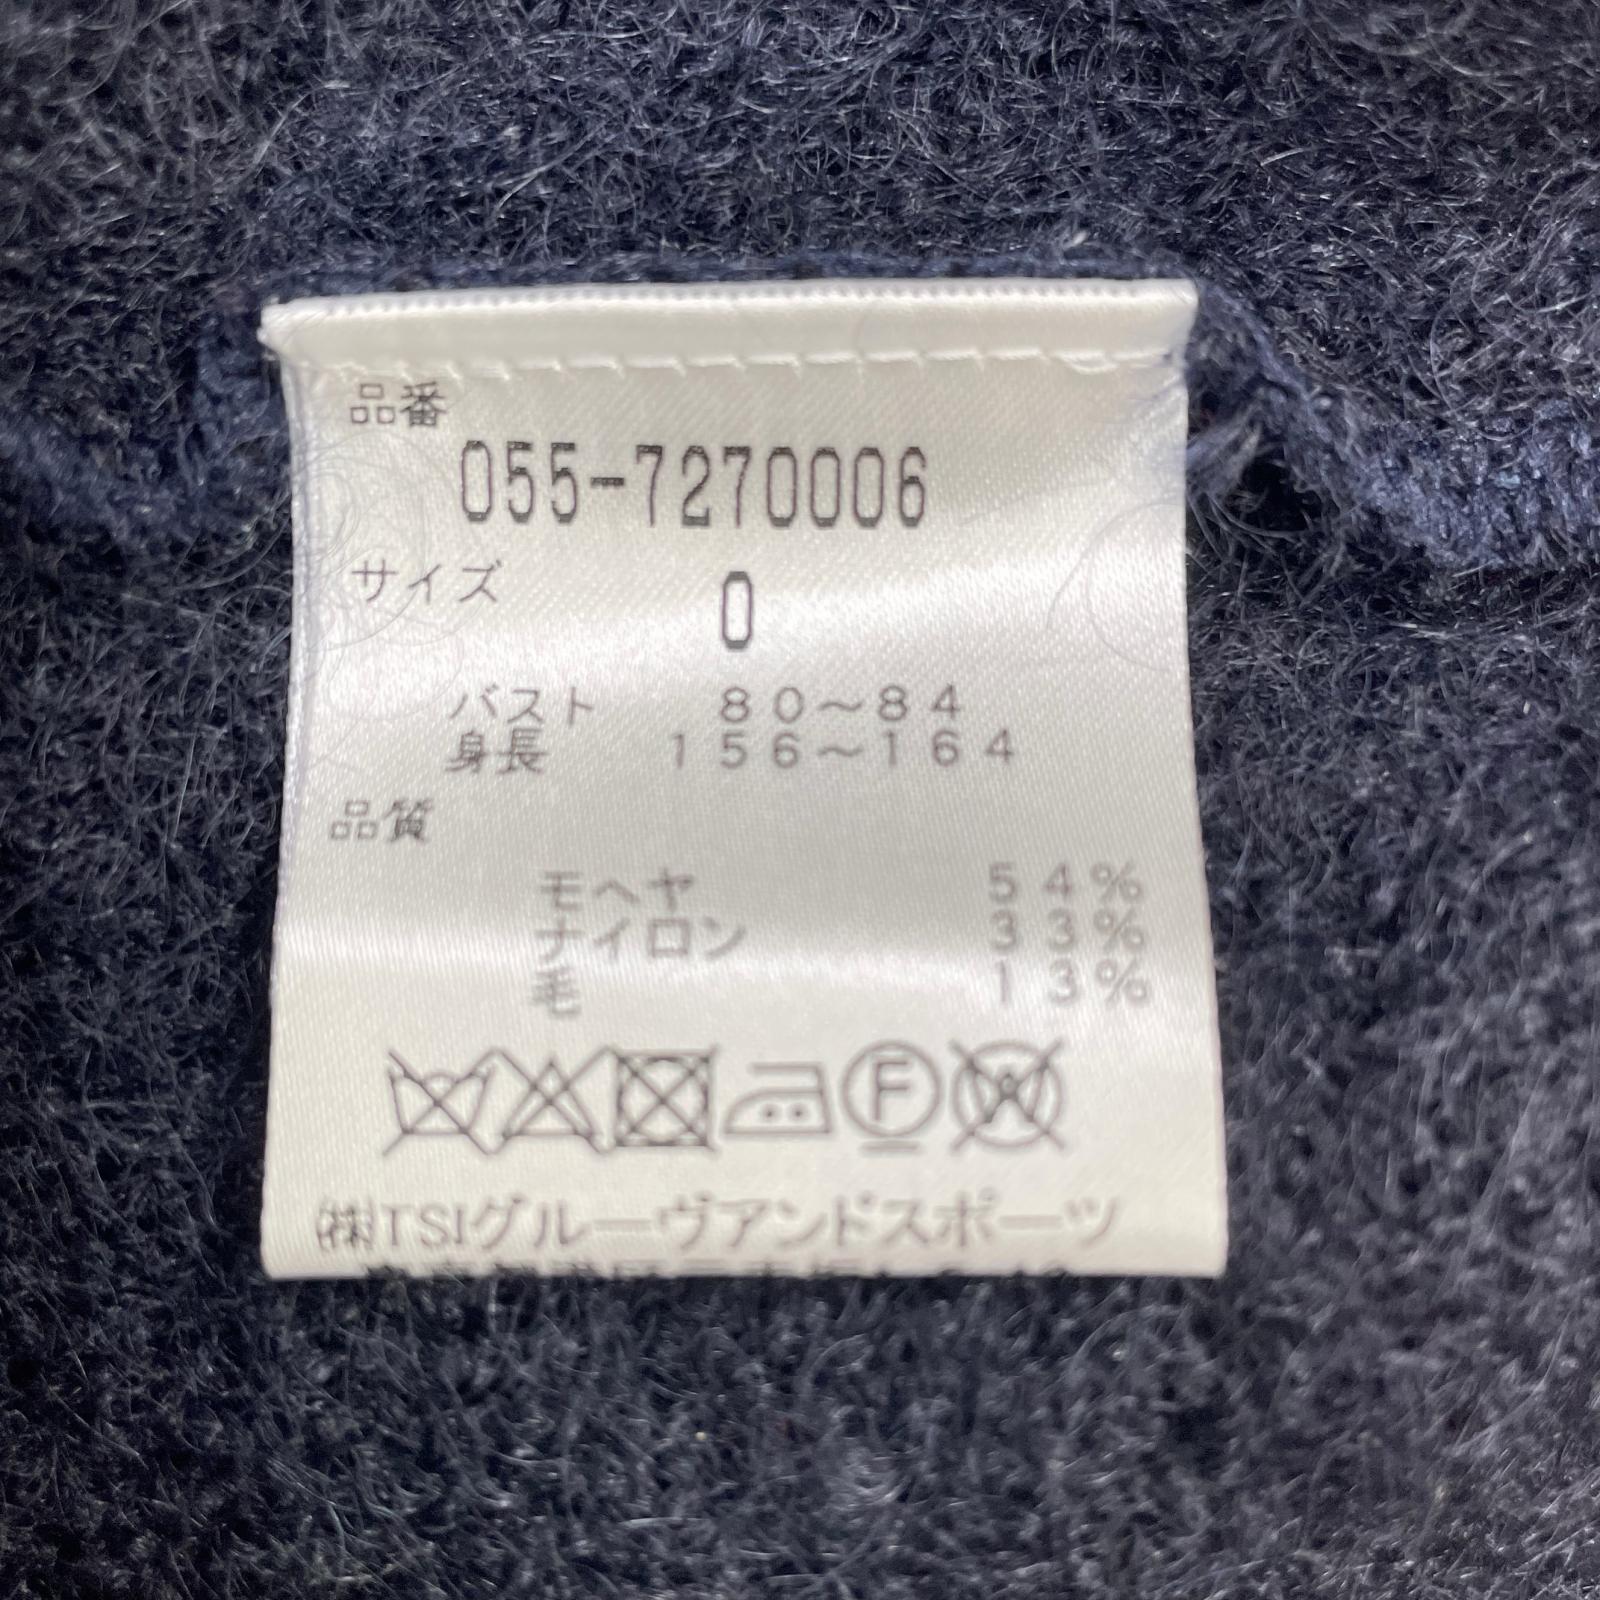 品番
055-7270006
サイズ 0
バスト 80～84
身長 156～164
品質
モヘヤ 54%
ナイロン 33%
毛 13%
F W
㈱TSIグルーヴアンドスポーツ